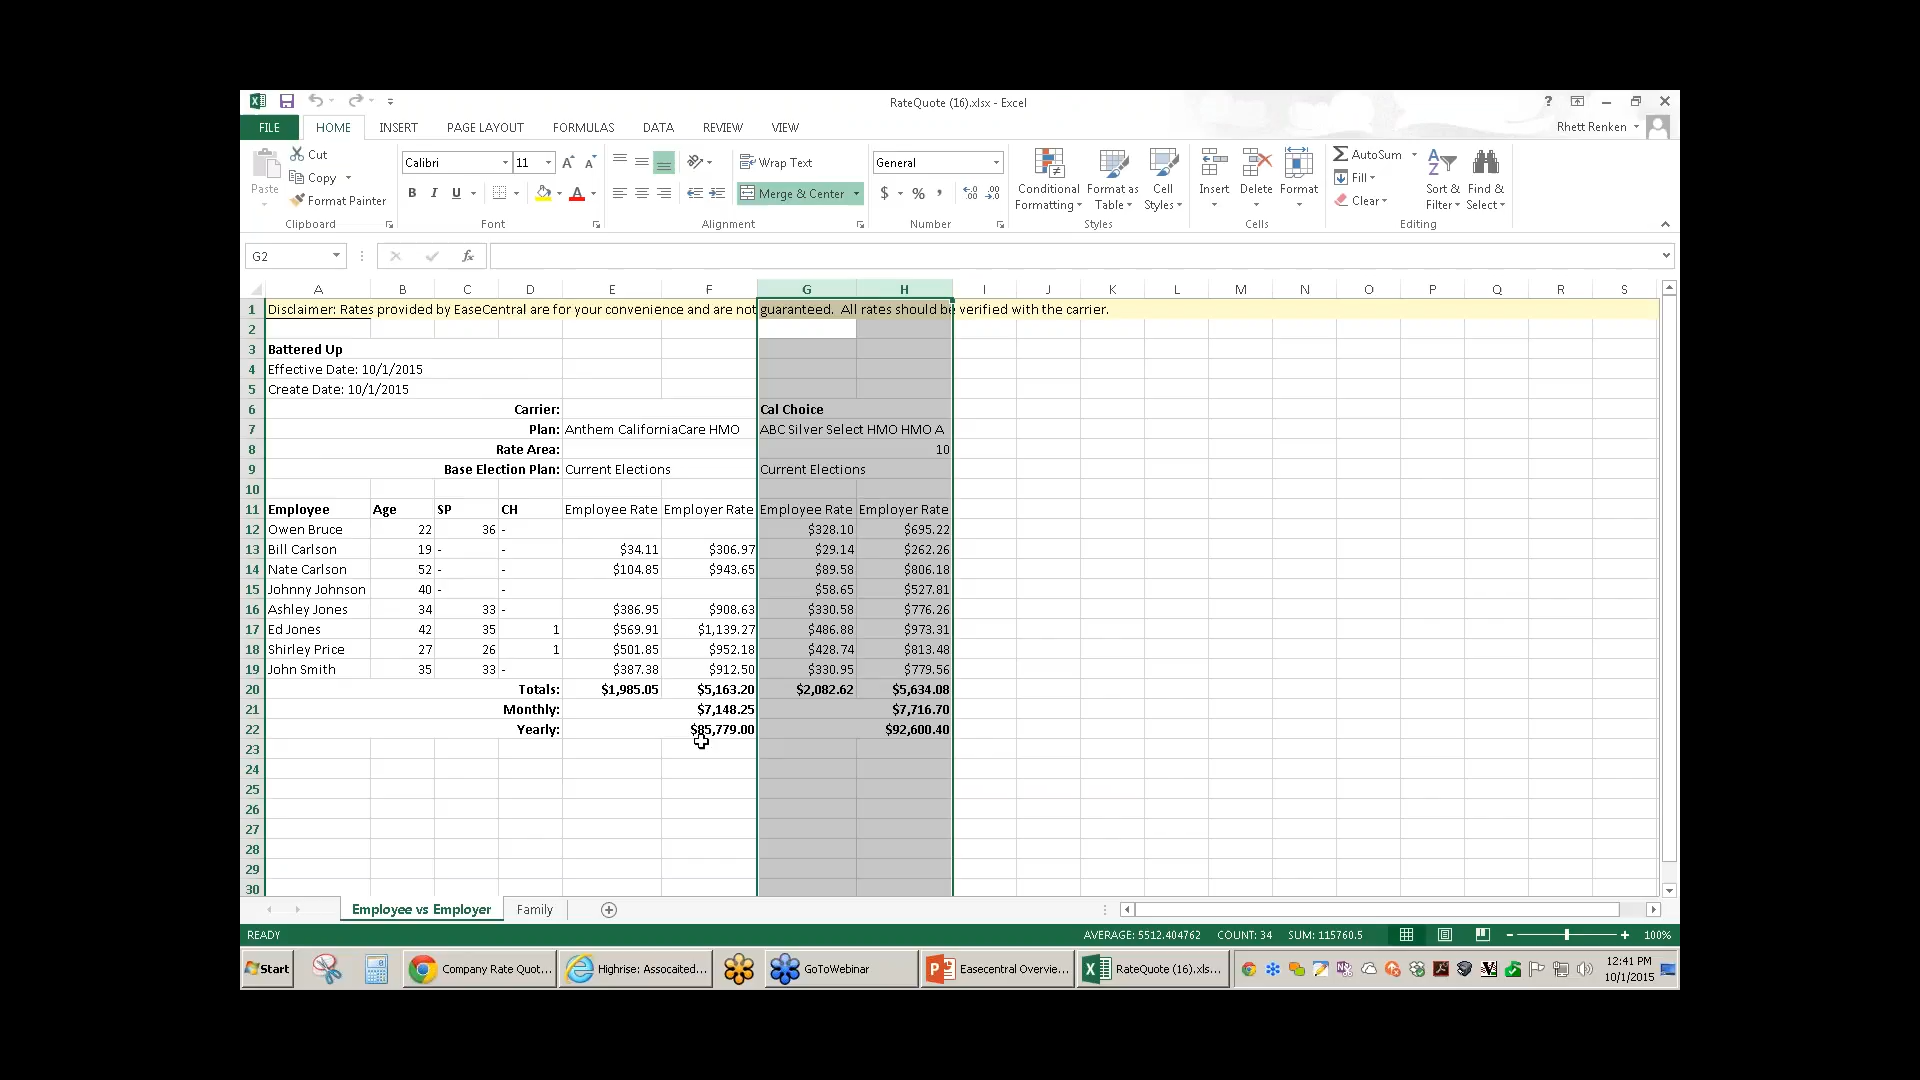 RateQuote (16).xlsx - Excel
?
FILE HOME INSERT PAGE LAYOUT FORMULAS DATA REVIEW VIEW Rhett Renken
Paste Cut Copy Format Painter Clipboard
Calibri 11 A A B I U A Font
Wrap Text Merge & Center Alignment
General $ % , .00 Number
Conditional Formatting Format as Table Cell Styles Styles
Insert Delete Format Cells
AutoSum Fill Clear Sort & Filter Find & Select Editing
G2 fx
A B C D E F G H I J K L M N O P Q R S
1 Disclaimer: Rates provided by EaseCentral are for your convenience and are not guaranteed. All rates should be verified with the carrier.
2
3 Battered Up
4 Effective Date: 10/1/2015
5 Create Date: 10/1/2015
6 Carrier: Cal Choice
7 Plan: Anthem CaliforniaCare HMO ABC Silver Select HMO HMO A
8 Rate Area: 10
9 Base Election Plan: Current Elections Current Elections
10
11 Employee Age SP CH Employee Rate Employer Rate Employee Rate Employer Rate
12 Owen Bruce 22 36 - $328.10 $695.22
13 Bill Carlson 19 - - $34.11 $306.97 $29.14 $262.26
14 Nate Carlson 52 - - $104.85 $943.65 $89.58 $806.18
15 Johnny Johnson 40 - - $58.65 $527.81
16 Ashley Jones 34 33 - $386.95 $908.63 $330.58 $776.26
17 Ed Jones 42 35 1 $569.91 $1,139.27 $486.88 $973.31
18 Shirley Price 27 26 1 $501.85 $952.18 $428.74 $813.48
19 John Smith 35 33 - $387.38 $912.50 $330.95 $779.56
20 Totals: $1,985.05 $5,163.20 $2,082.62 $5,634.08
21 Monthly: $7,148.25 $7,716.70
22 Yearly: $85,779.00 $92,600.40
23
24
25
26
27
28
29
30
Employee vs Employer Family
READY AVERAGE: 5512.404762 COUNT: 34 SUM: 115760.5 100%
Start Company Rate Quot... Highrise: Assocaited... GoToWebinar Easecentral Overvie... RateQuote (16).xls... 12:41 PM
10/1/2015